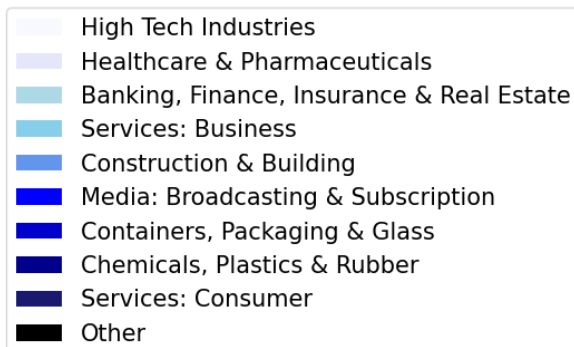 High Tech Industries
Healthcare & Pharmaceuticals
Banking, Finance, Insurance & Real Estate
Services: Business
Construction & Building
Media: Broadcasting & Subscription
Containers, Packaging & Glass
Chemicals, Plastics & Rubber
Services: Consumer
Other